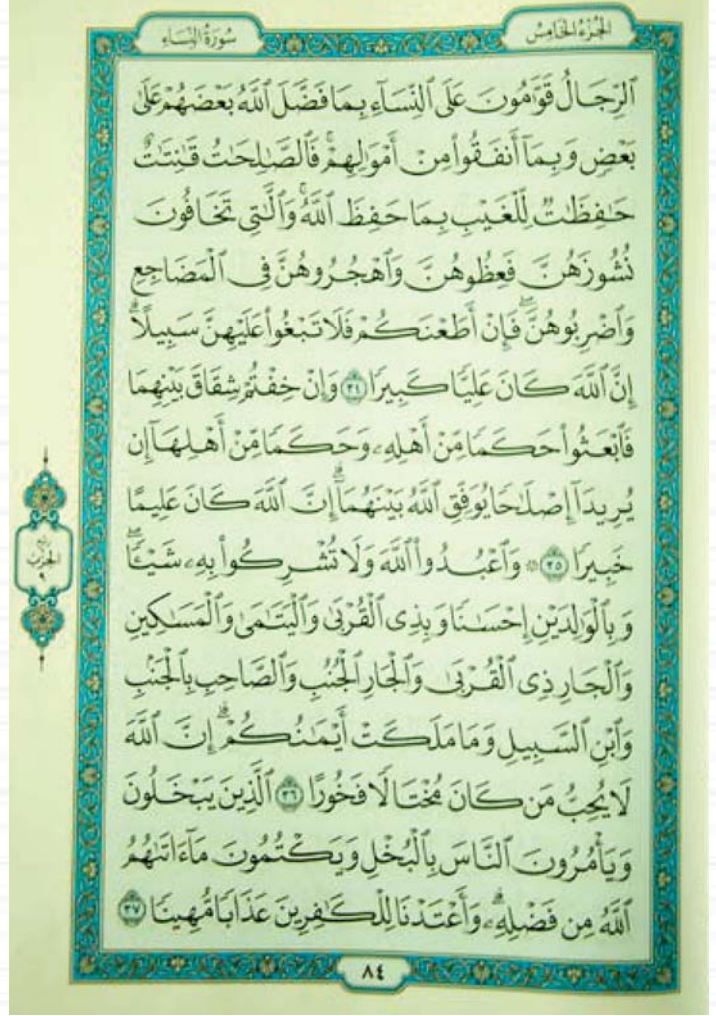 الجزء الخامس
سورة النساء
ٱلرِّجَالُ قَوَّٰمُونَ عَلَى ٱلنِّسَآءِ بِمَا فَضَّلَ ٱللَّهُ بَعۡضَهُمۡ عَلَىٰ
بَعۡضٖ وَبِمَآ أَنفَقُواْ مِنۡ أَمۡوَٰلِهِمۡۚ فَٱلصَّٰلِحَٰتُ قَٰنِتَٰتٌ
حَٰفِظَٰتٞ لِّلۡغَيۡبِ بِمَا حَفِظَ ٱللَّهُۚ وَٱلَّٰتِي تَخَافُونَ
نُشُوزَهُنَّ فَعِظُوهُنَّ وَٱهۡجُرُوهُنَّ فِي ٱلۡمَضَاجِعِ
وَٱضۡرِبُوهُنَّۖ فَإِنۡ أَطَعۡنَكُمۡ فَلَا تَبۡغُواْ عَلَيۡهِنَّ سَبِيلًاۗ
إِنَّ ٱللَّهَ كَانَ عَلِيّٗا كَبِيرٗا ٣٤ وَإِنۡ خِفۡتُمۡ شِقَاقَ بَيۡنِهِمَا
فَٱبۡعَثُواْ حَكَمٗا مِّنۡ أَهۡلِهِۦ وَحَكَمٗا مِّنۡ أَهۡلِهَآ إِن
يُرِيدَآ إِصۡلَٰحٗا يُوَفِّقِ ٱللَّهُ بَيۡنَهُمَآۗ إِنَّ ٱللَّهَ كَانَ عَلِيمًا
خَبِيرٗا ٣٥ ۞ وَٱعۡبُدُواْ ٱللَّهَ وَلَا تُشۡرِكُواْ بِهِۦ شَيۡـٔٗاۖ
وَبِٱلۡوَٰلِدَيۡنِ إِحۡسَٰنٗا وَبِذِي ٱلۡقُرۡبَىٰ وَٱلۡيَتَٰمَىٰ وَٱلۡمَسَٰكِينِ
وَٱلۡجَارِ ذِي ٱلۡقُرۡبَىٰ وَٱلۡجَارِ ٱلۡجُنُبِ وَٱلصَّاحِبِ بِٱلۡجَنۢبِ
وَٱبۡنِ ٱلسَّبِيلِ وَمَا مَلَكَتۡ أَيۡمَٰنُكُمۡۗ إِنَّ ٱللَّهَ
لَا يُحِبُّ مَن كَانَ مُخۡتَالٗا فَخُورًا ٣٦ ٱلَّذِينَ يَبۡخَلُونَ
وَيَأۡمُرُونَ ٱلنَّاسَ بِٱلۡبُخۡلِ وَيَكۡتُمُونَ مَآ ءَاتَىٰهُمُ
ٱللَّهُ مِن فَضۡلِهِۦۗ وَأَعۡتَدۡنَا لِلۡكَٰفِرِينَ عَذَابٗا مُّهِينٗا ٣٧
ربع
الحزب
٩
٨٤